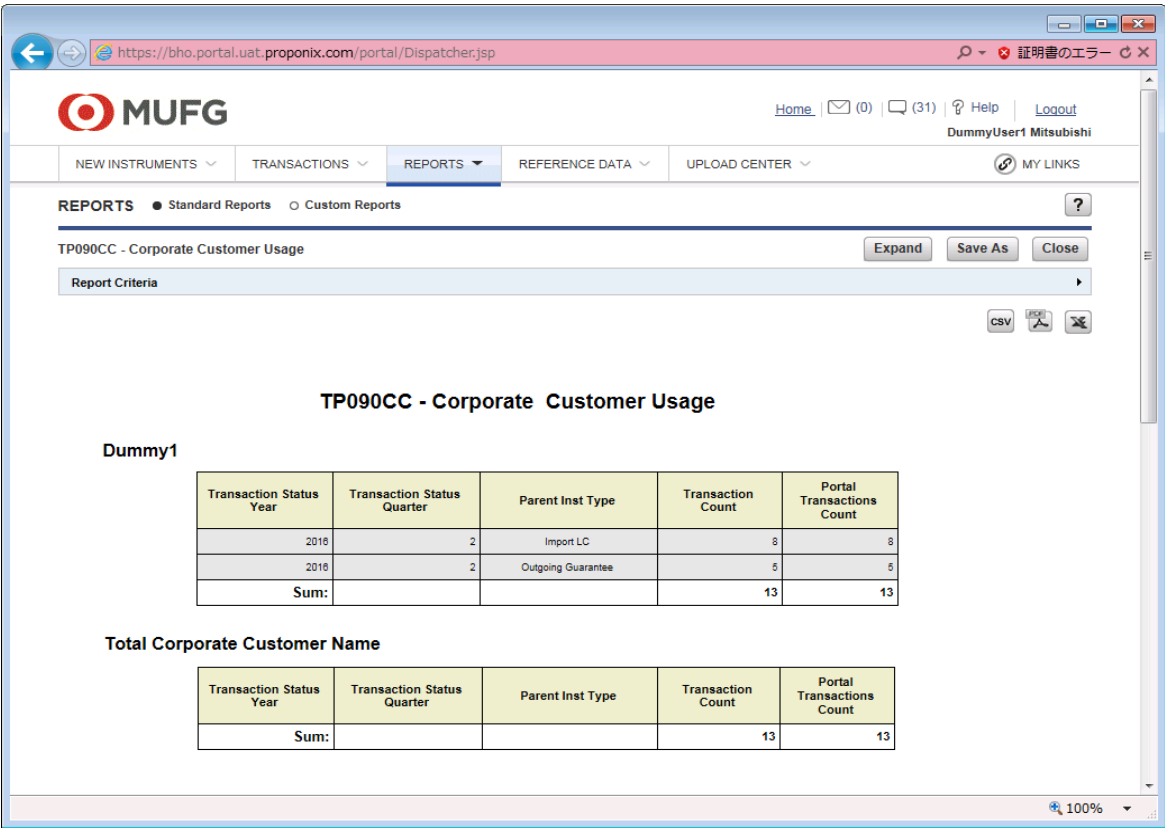 https://bho.portal.uat.proponix.com/portal/Dispatcher.jsp 証明書のエラー
MUFG
Home (0) (31) Help Logout
DummyUser1 Mitsubishi
NEW INSTRUMENTS TRANSACTIONS REPORTS REFERENCE DATA UPLOAD CENTER MY LINKS
REPORTS Standard Reports Custom Reports ?
TP090CC - Corporate Customer Usage Expand Save As Close
Report Criteria
CSV PDF
TP090CC - Corporate Customer Usage
Dummy1
Transaction Status Year Transaction Status Quarter Parent Inst Type Transaction Count Portal Transactions Count
2016 2 Import LC 8 8
2016 2 Outgoing Guarantee 5 5
Sum: 13 13
Total Corporate Customer Name
Transaction Status Year Transaction Status Quarter Parent Inst Type Transaction Count Portal Transactions Count
Sum: 13 13
100%